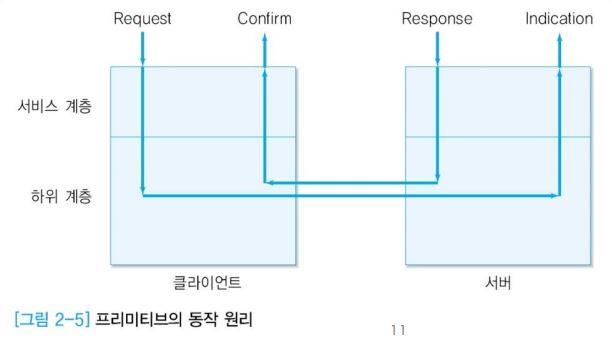 Request Confirm Response Indication
서비스 계층
하위 계층
클라이언트 서버
[그림 2-5] 프리미티브의 동작 원리
11